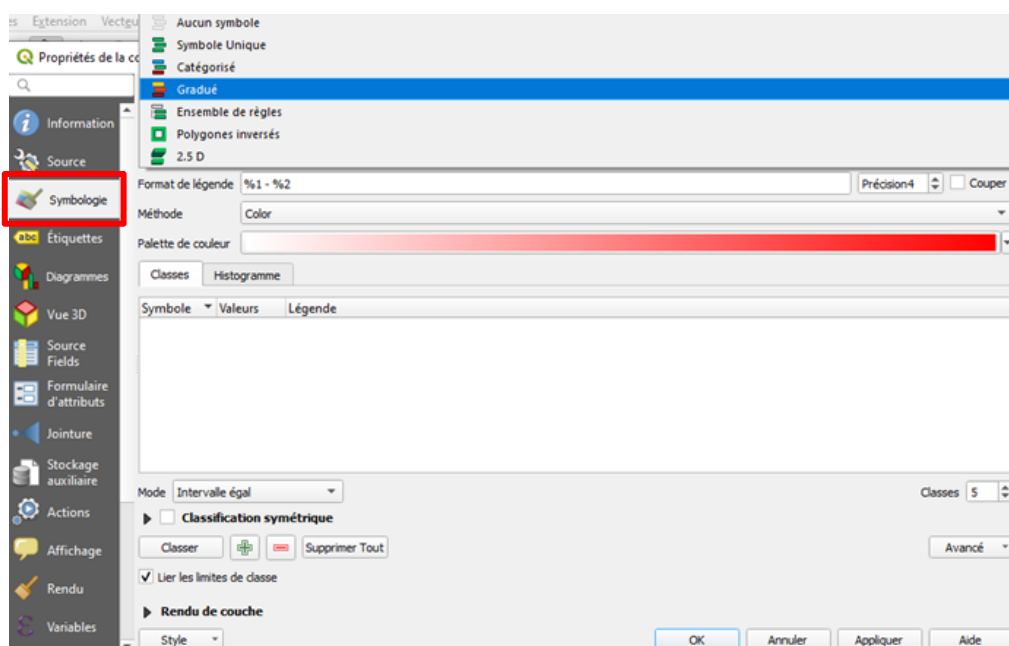 es Extension Vecteu
Propriétés de la co
Aucun symbole
Symbole Unique
Catégorisé
Gradué
Ensemble de règles
Polygones inversés
2.5 D
Information
Source
Symbologie
abc Étiquettes
Diagrammes
Vue 3D
Source
Fields
Formulaire
d'attributs
Jointure
Stockage
auxiliaire
Actions
Affichage
Rendu
Variables
Format de légende %1 - %2 Précision4 Couper
Méthode Color
Palette de couleur
Classes Histogramme
Symbole Valeurs Légende
Mode Intervalle égal Classes 5
Classification symétrique
Classer Supprimer Tout Avancé
Lier les limites de classe
Rendu de couche
Style OK Annuler Appliquer Aide